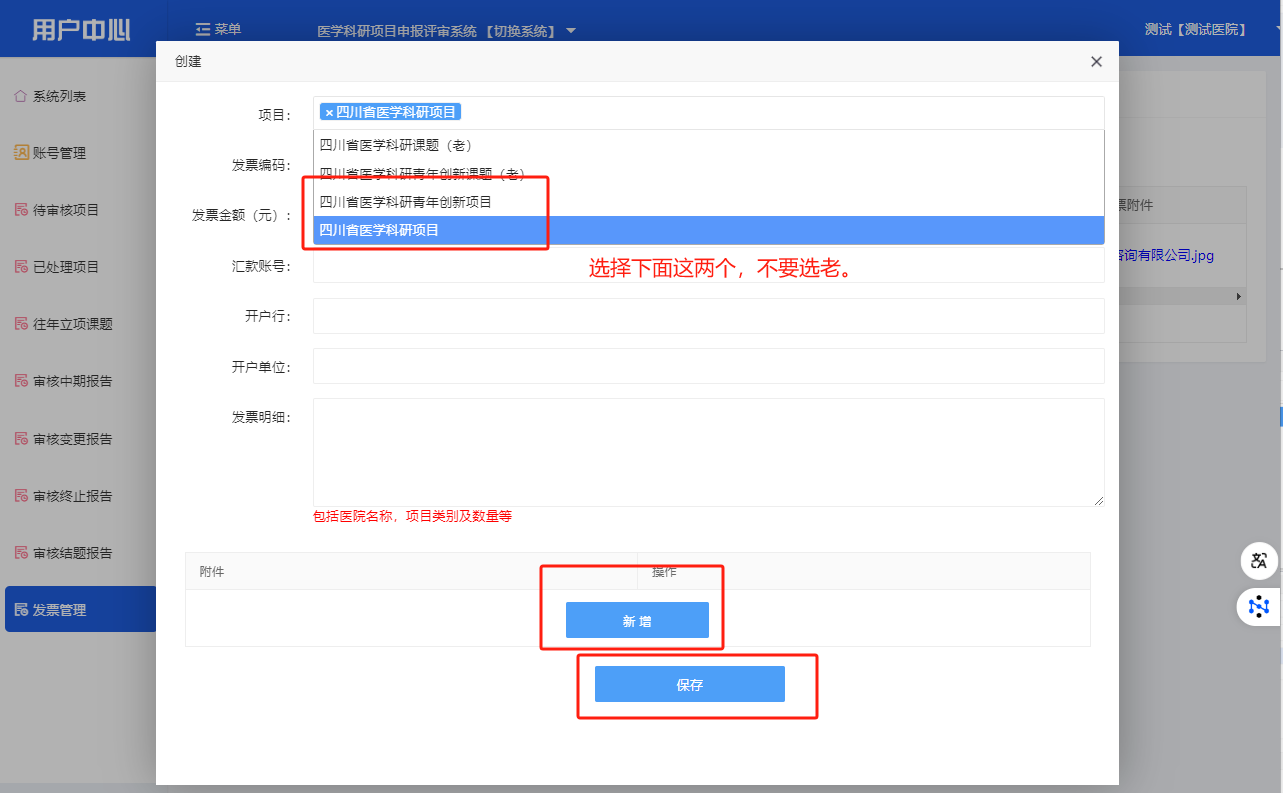 用户中心
菜单
医学科研项目申报评审系统 【切换系统】
测试【测试医院】
系统列表
账号管理
待审核项目
已处理项目
往年立项课题
审核中期报告
审核变更报告
审核终止报告
审核结题报告
发票管理
创建
项目：
×四川省医学科研项目
四川省医学科研课题（老）
四川省医学科研青年创新课题（老）
四川省医学科研青年创新项目
四川省医学科研项目
发票编码：
发票金额（元）：
汇款账号：
选择下面这两个，不要选老。
开户行：
开户单位：
发票明细：
包括医院名称，项目类别及数量等
附件
操作
新 增
保存
票附件
咨询有限公司.jpg